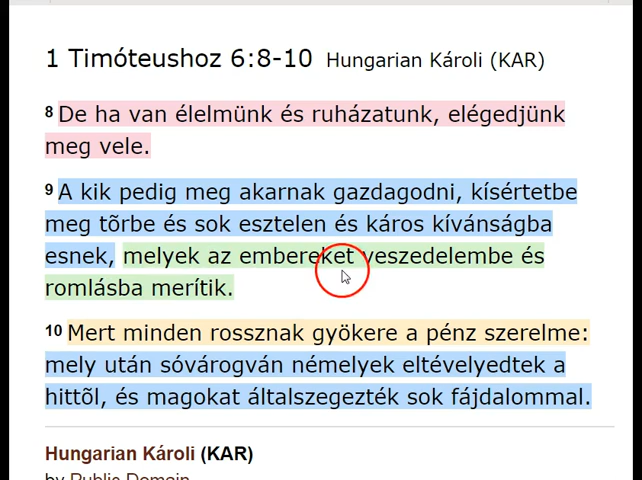 1 Timóteushoz 6:8-10 Hungarian Károli (KAR)
8 De ha van élelmünk és ruházatunk, elégedjünk
meg vele.
9 A kik pedig meg akarnak gazdagodni, kísértetbe
meg tõrbe és sok esztelen és káros kívánságba
esnek, melyek az embereket veszedelembe és
romlásba merítik.
10 Mert minden rossznak gyökere a pénz szerelme:
mely után sóvárogván némelyek eltévelyedtek a
hittõl, és magokat általszegezték sok fájdalommal.
Hungarian Károli (KAR)
by Public Domain